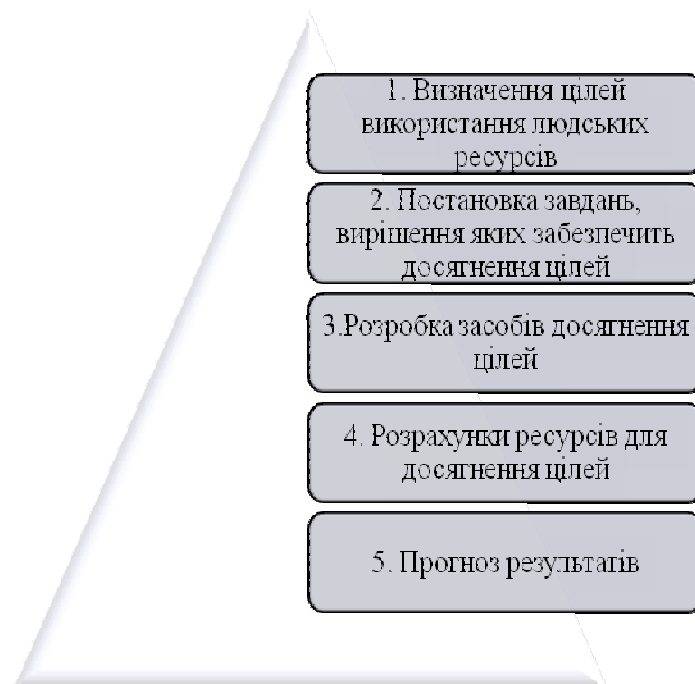 1. Визначення цілей
використання людських
ресурсів
2. Постановка завдань,
вирішення яких забезпечить
досягнення цілей
3.Розробка засобів досягнення
цілей
4. Розрахунки ресурсів для
досягнення цілей
5. Прогноз результатів